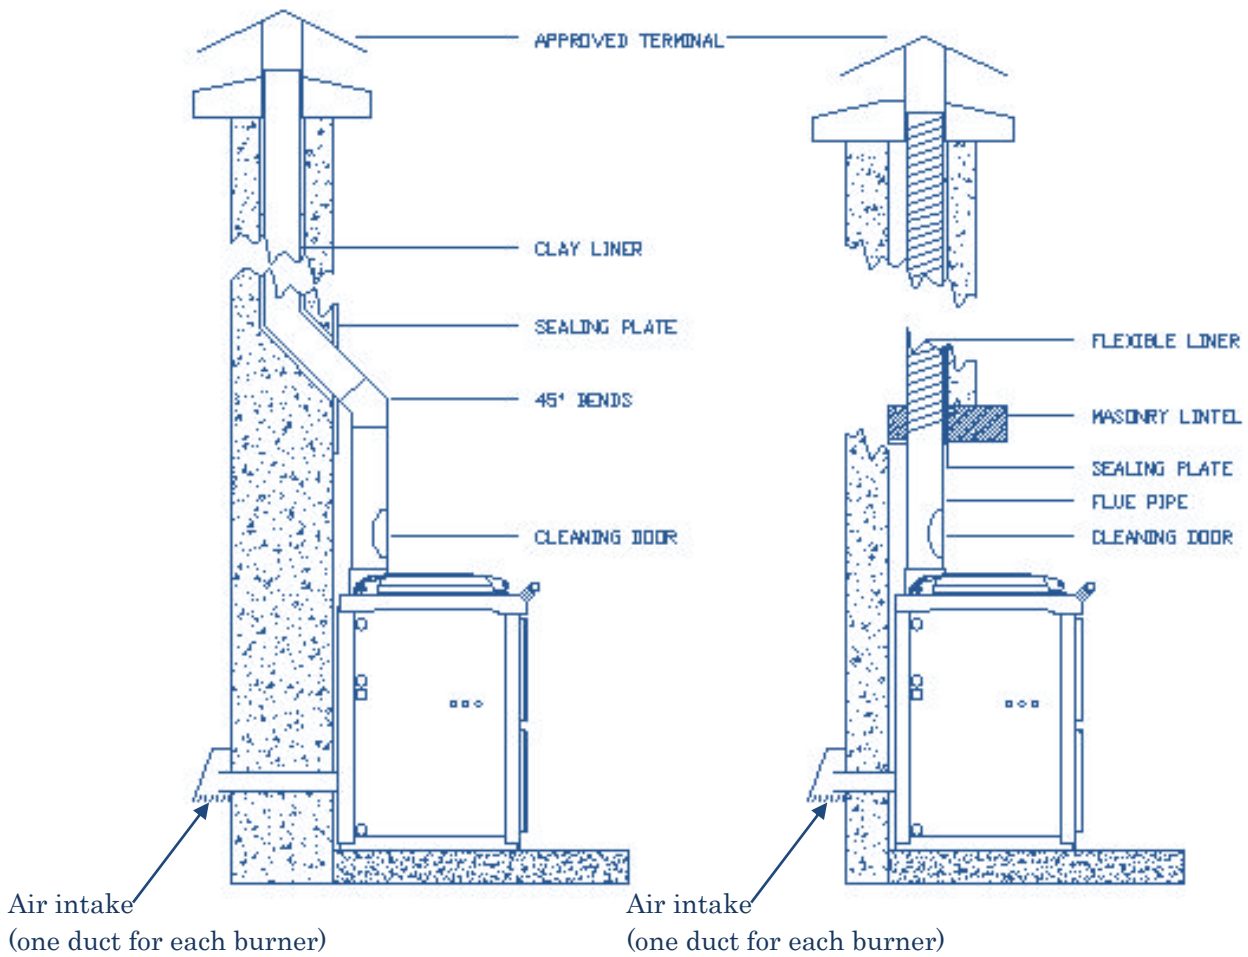 APPROVED TERMINAL
CLAY LINER
SEALING PLATE
45° BENDS
CLEANING DOOR
FLEXIBLE LINER
MASONRY LINTEL
SEALING PLATE
FLUE PIPE
CLEANING DOOR
Air intake
(one duct for each burner)
Air intake
(one duct for each burner)